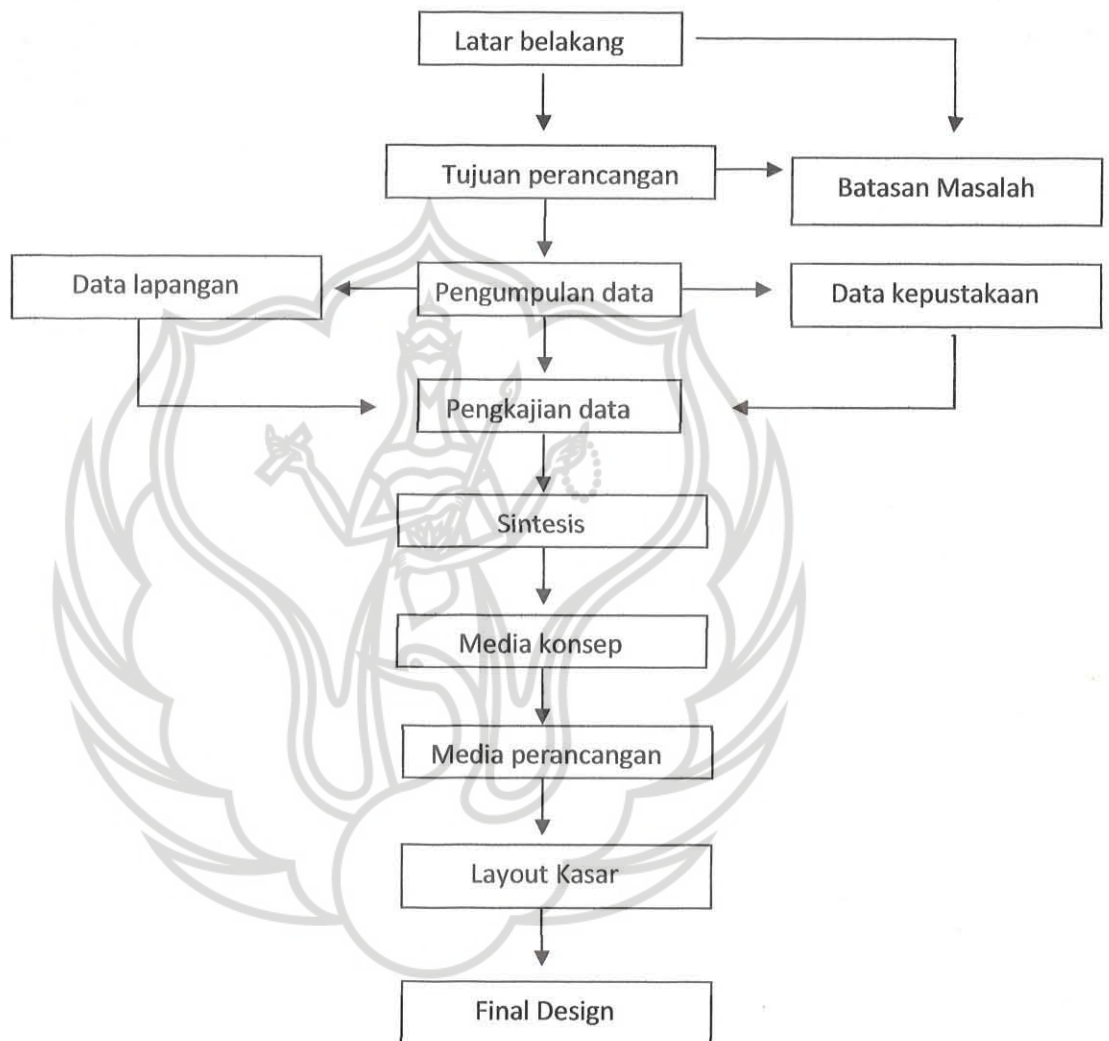 Latar belakang
Tujuan perancangan
Batasan Masalah
Data lapangan
Pengumpulan data
Data kepustakaan
Pengkajian data
Sintesis
Media konsep
Media perancangan
Layout Kasar
Final Design